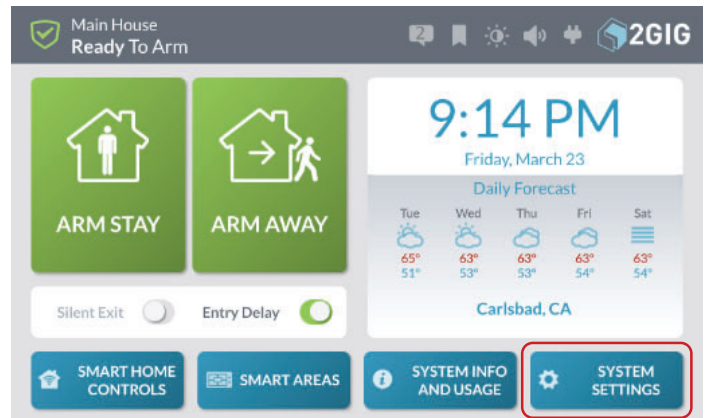 Main House
Ready To Arm
2
2GIG
ARM STAY
ARM AWAY
9:14 PM
Friday, March 23
Daily Forecast
Tue Wed Thu Fri Sat
65° 63° 63° 63° 63°
51° 53° 53° 54° 54°
Carlsbad, CA
Silent Exit
Entry Delay
SMART HOME
CONTROLS
SMART AREAS
SYSTEM INFO
AND USAGE
SYSTEM
SETTINGS